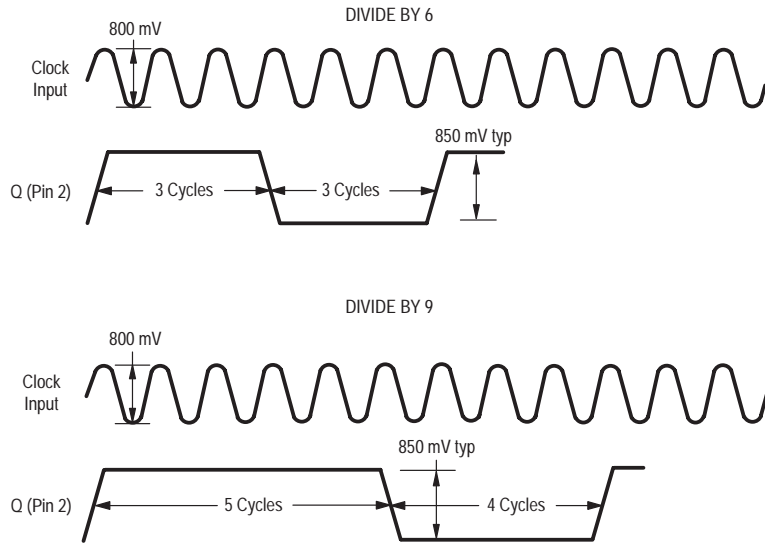 DIVIDE BY 6
800 mV
Clock
Input
850 mV typ
Q (Pin 2)
3 Cycles
3 Cycles
DIVIDE BY 9
800 mV
Clock
Input
850 mV typ
Q (Pin 2)
5 Cycles
4 Cycles